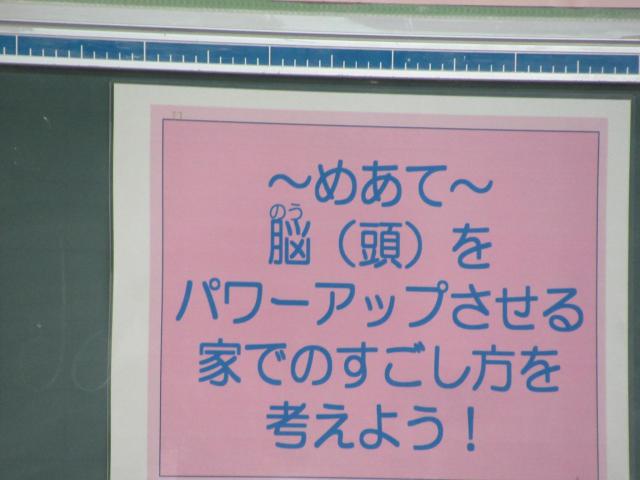 ～めあて～
のう
脳（頭）を
パワーアップさせる
家でのすごし方を
考えよう！